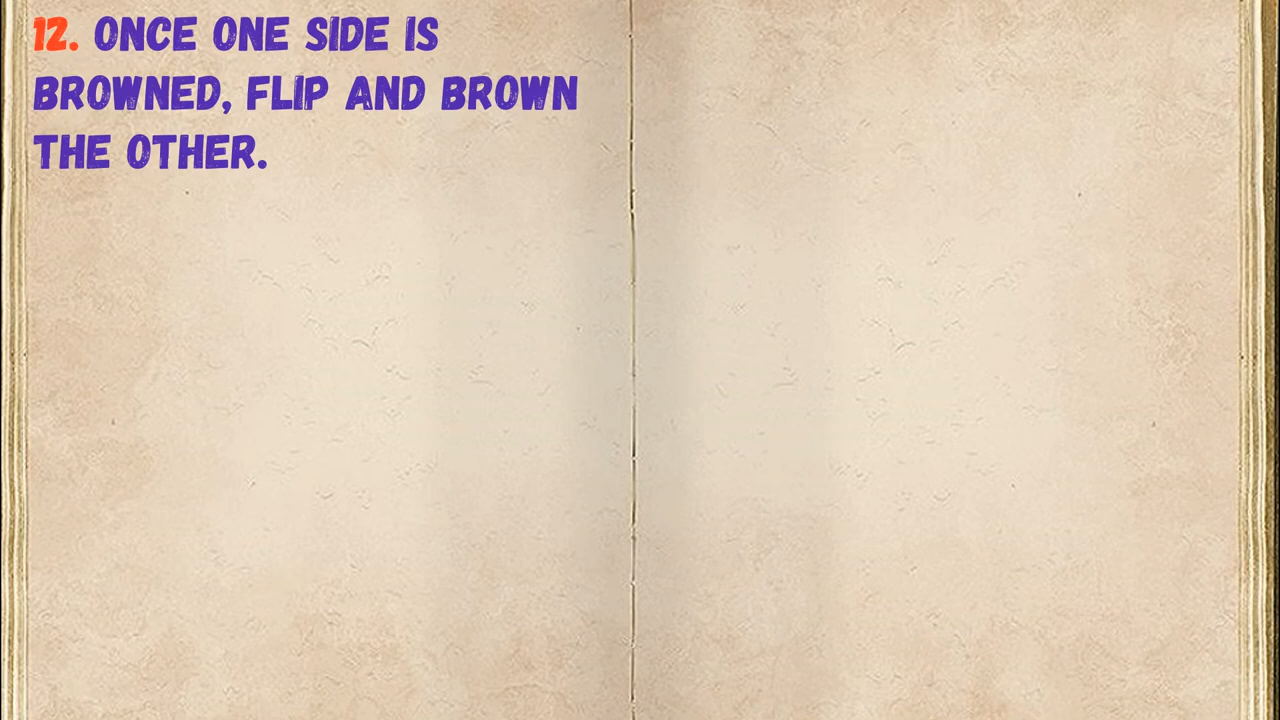 12. ONCE ONE SIDE IS
BROWNED, FLIP AND BROWN
THE OTHER.